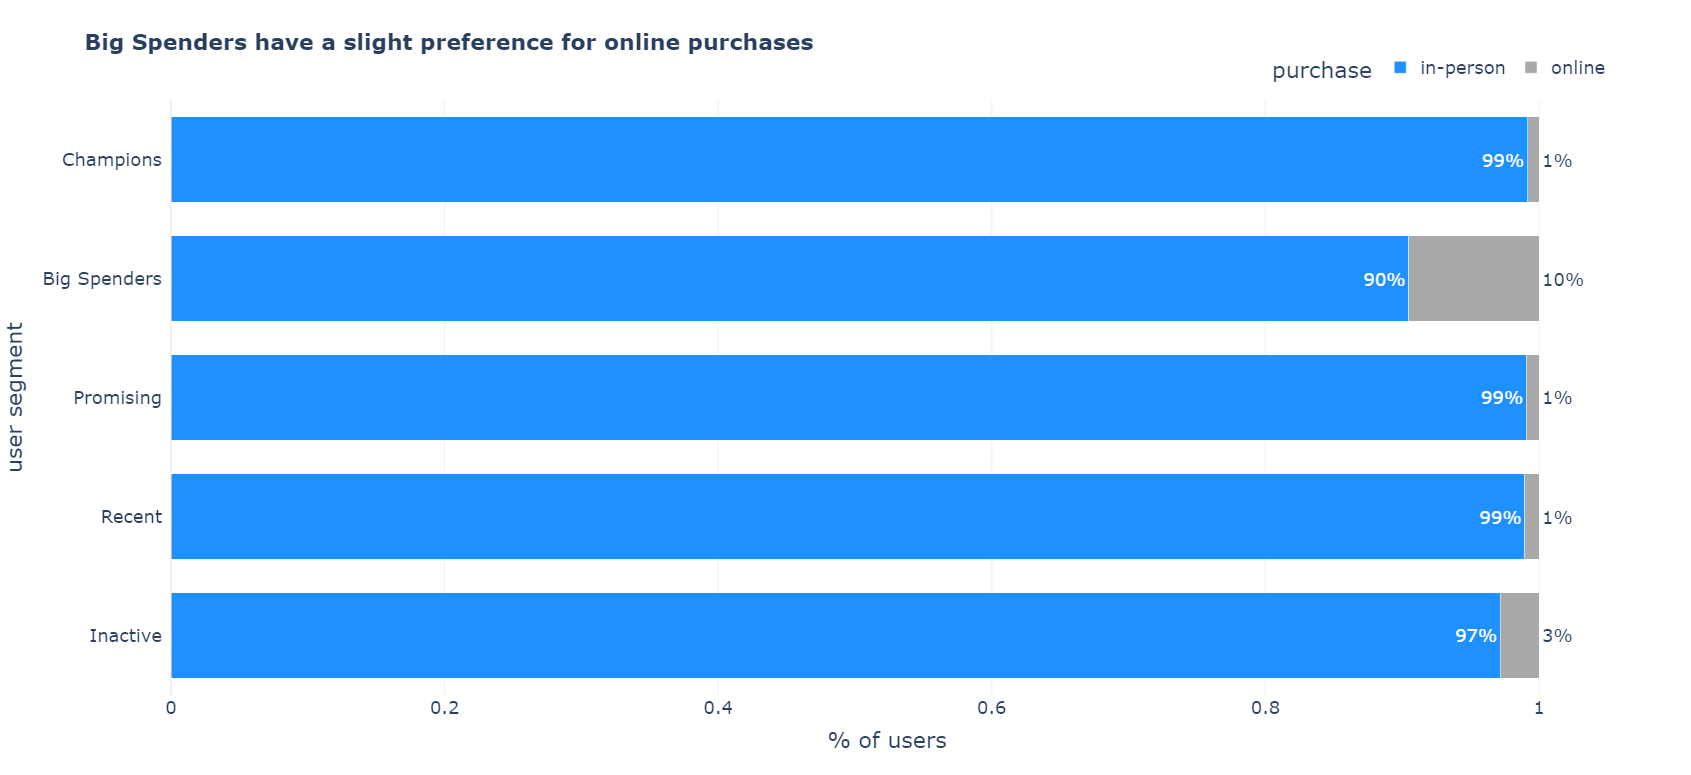 Big Spenders have a slight preference for online purchases
purchase in-person online
Champions 99% 1%
Big Spenders 90% 10%
Promising 99% 1%
Recent 99% 1%
Inactive 97% 3%
user segment
0 0.2 0.4 0.6 0.8 1
% of users